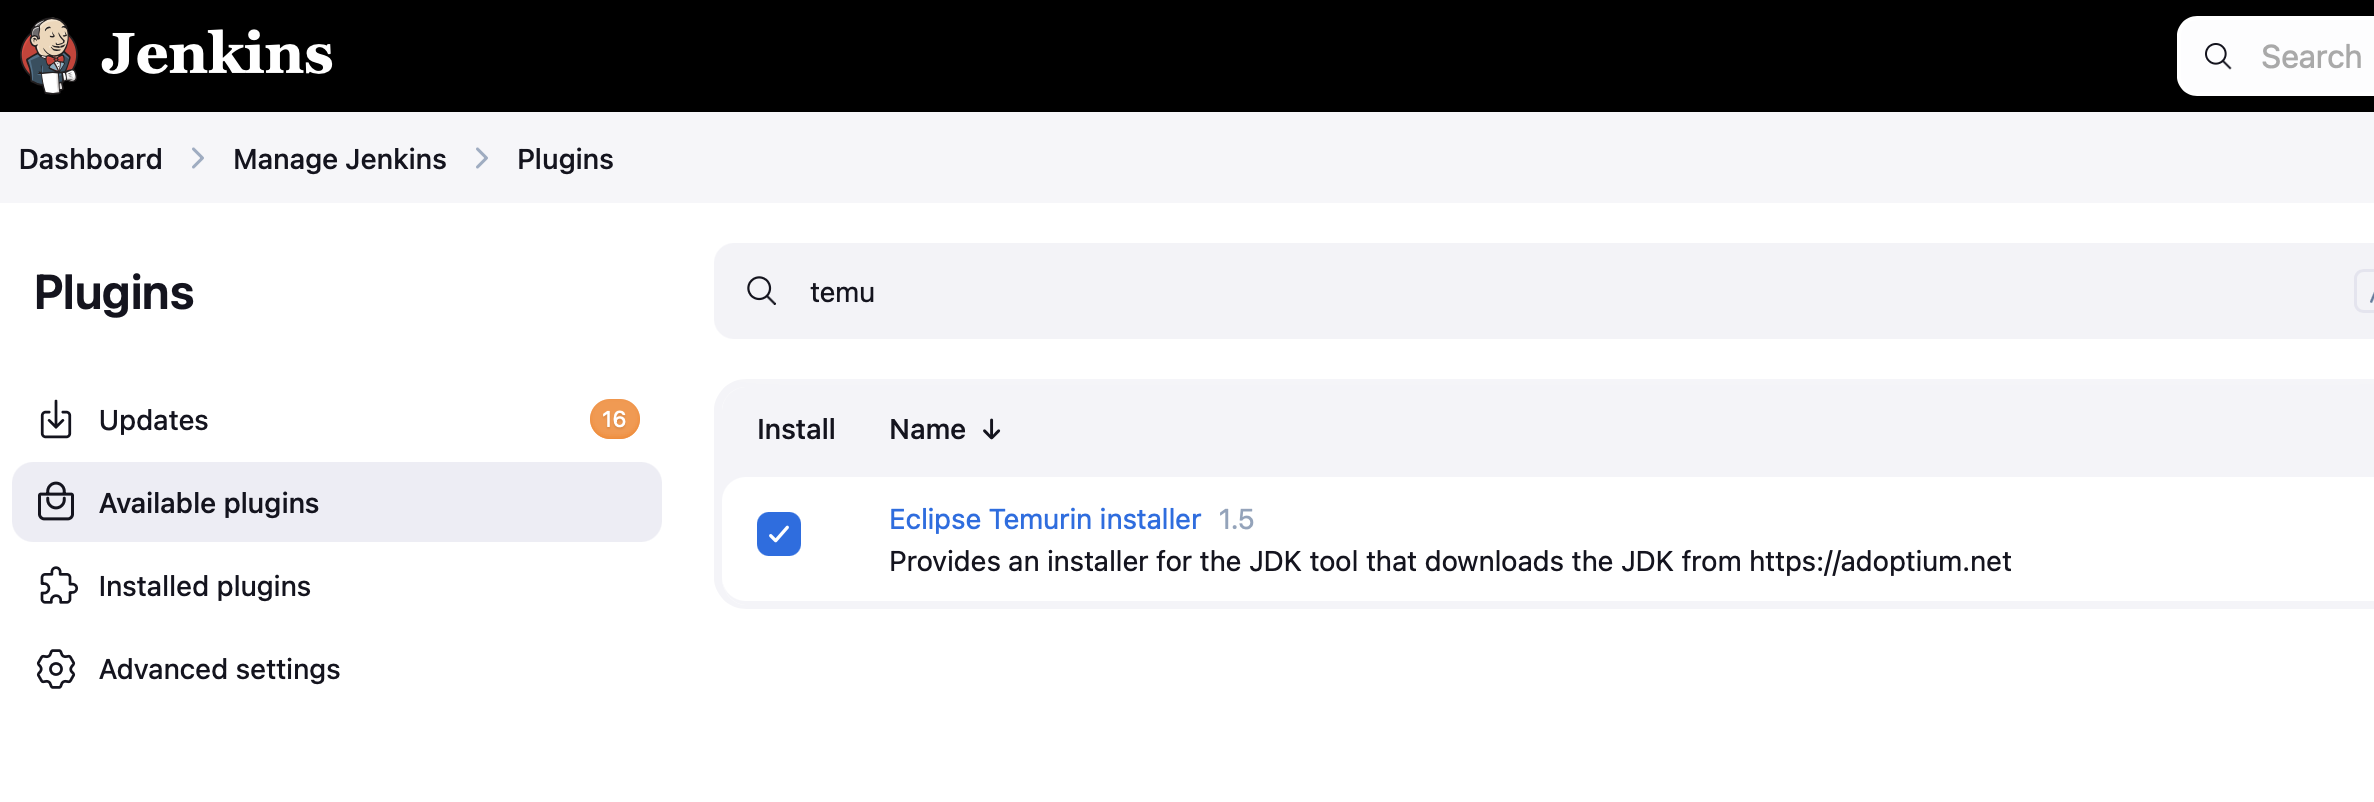 Jenkins
Search
Dashboard
Manage Jenkins
Plugins
Plugins
temu
Updates
16
Available plugins
Installed plugins
Advanced settings
Install
Name
Eclipse Temurin installer 1.5
Provides an installer for the JDK tool that downloads the JDK from https://adoptium.net